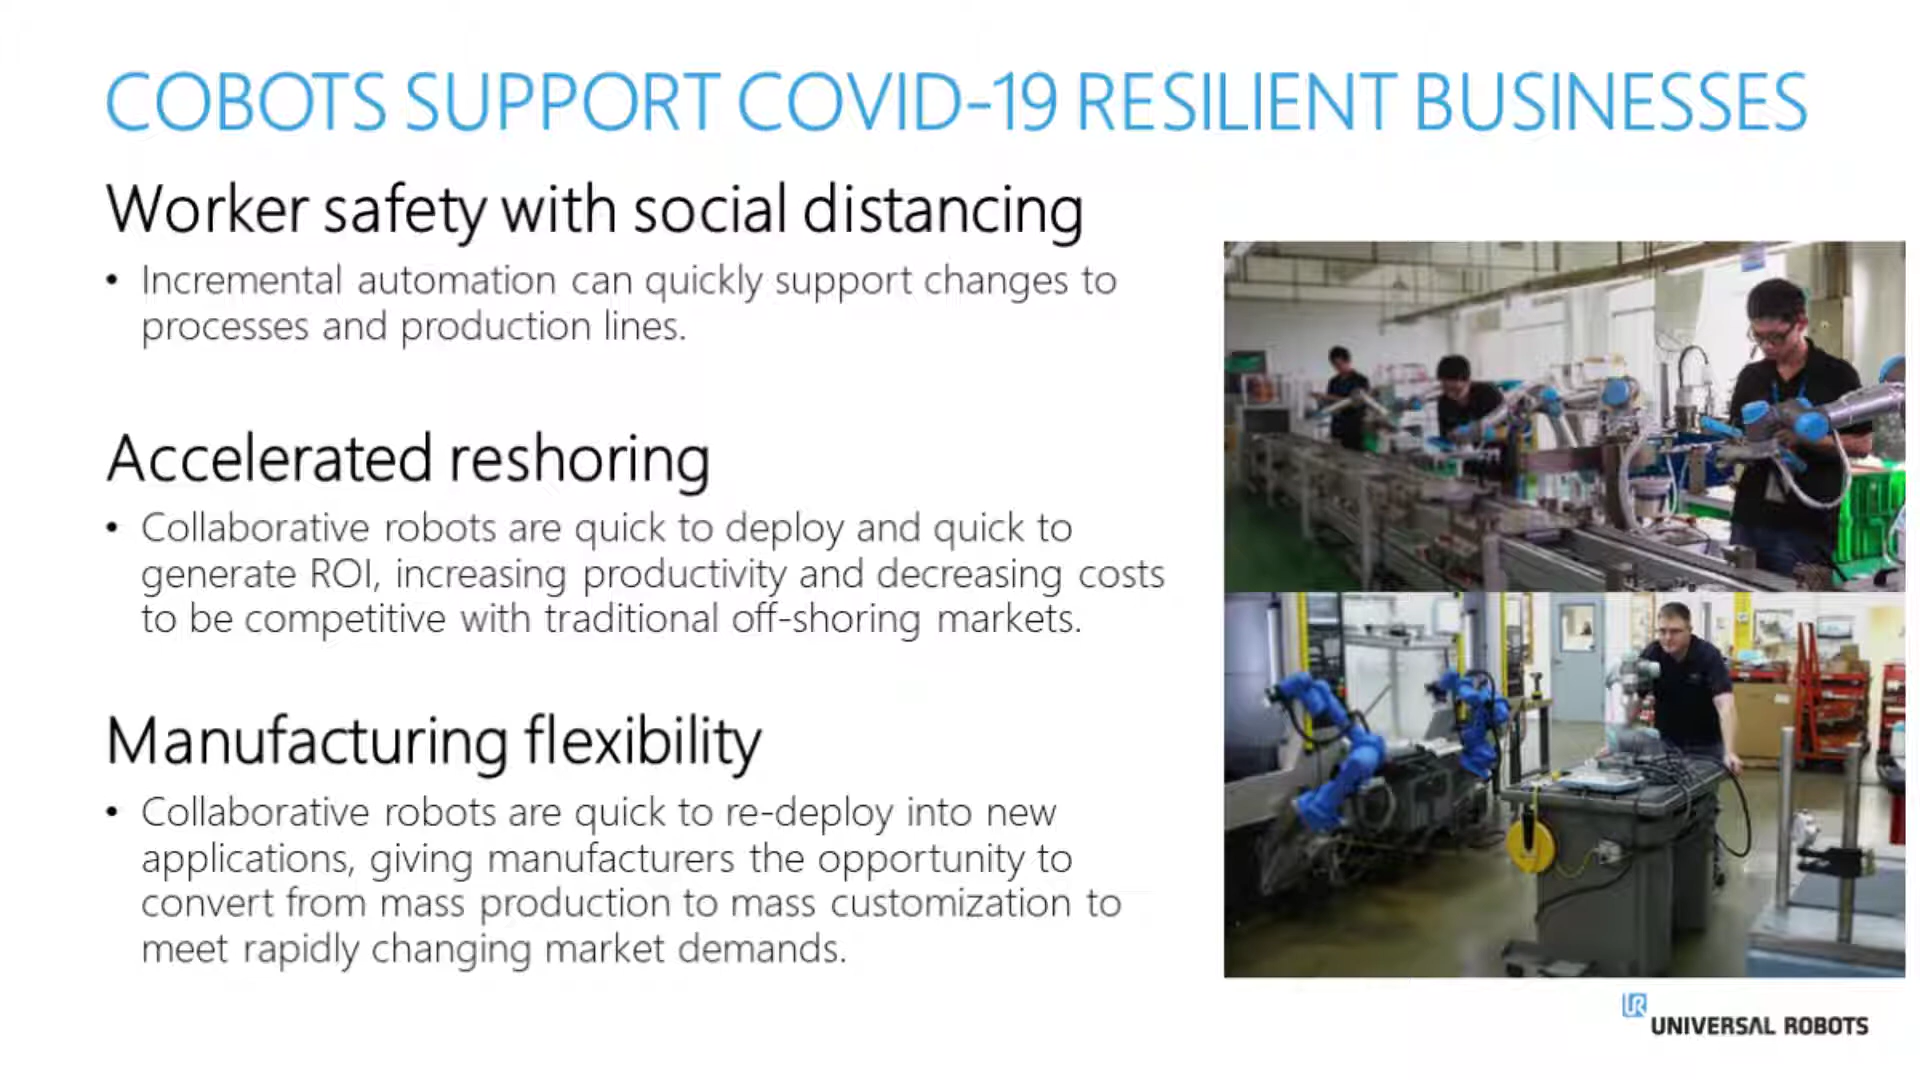 COBOTS SUPPORT COVID-19 RESILIENT BUSINESSES
Worker safety with social distancing
• Incremental automation can quickly support changes to
processes and production lines.
Accelerated reshoring
• Collaborative robots are quick to deploy and quick to
generate ROI, increasing productivity and decreasing costs
to be competitive with traditional off-shoring markets.
Manufacturing flexibility
• Collaborative robots are quick to re-deploy into new
applications, giving manufacturers the opportunity to
convert from mass production to mass customization to
meet rapidly changing market demands.
UR
UNIVERSAL ROBOTS